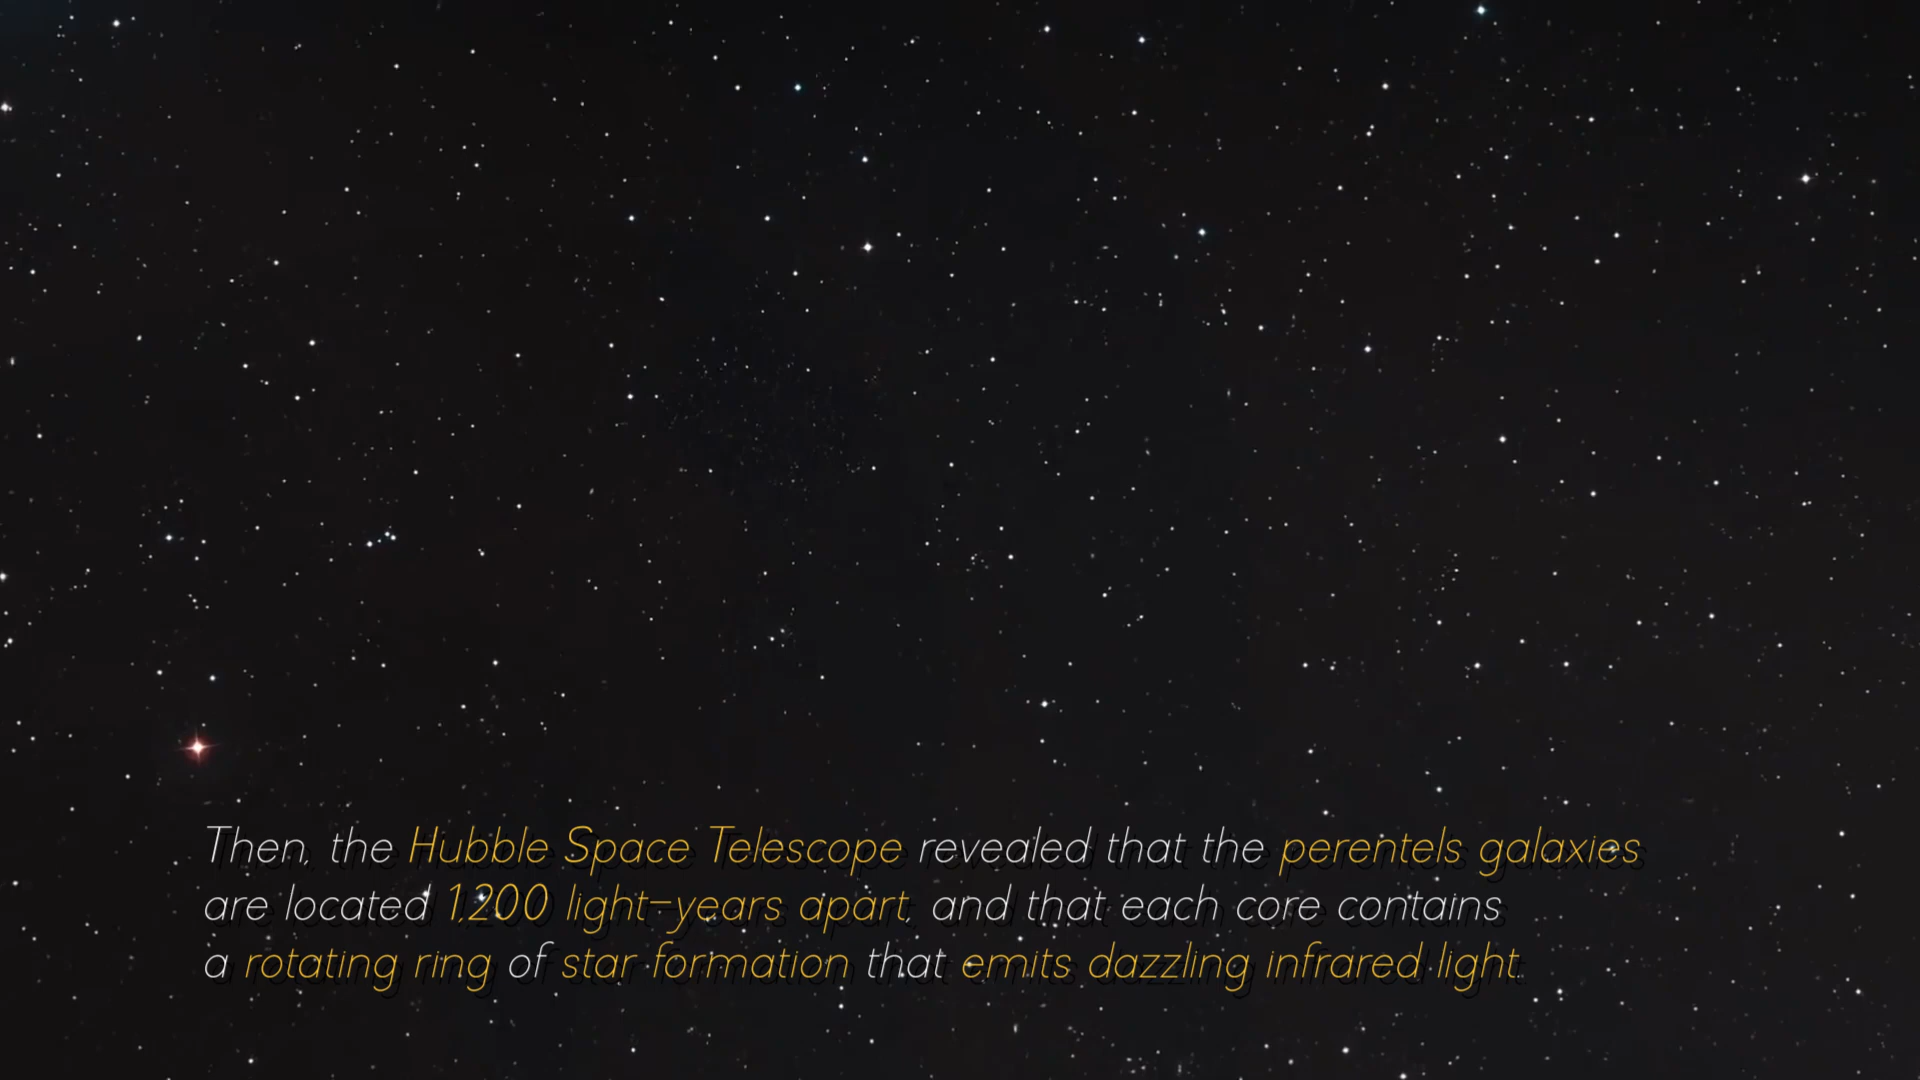 Then, the Hubble Space Telescope revealed that the perentels galaxies
are located 1,200 light-years apart, and that each core contains
a rotating ring of star formation that emits dazzling infrared light.